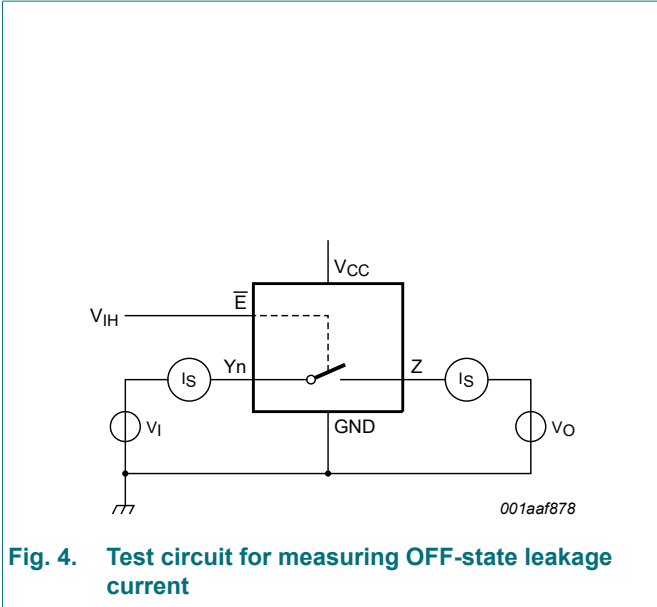 VCC
E
VIH
Yn
Z
IS
IS
VI
GND
VO
001aaf878
Fig. 4. Test circuit for measuring OFF-state leakage
current